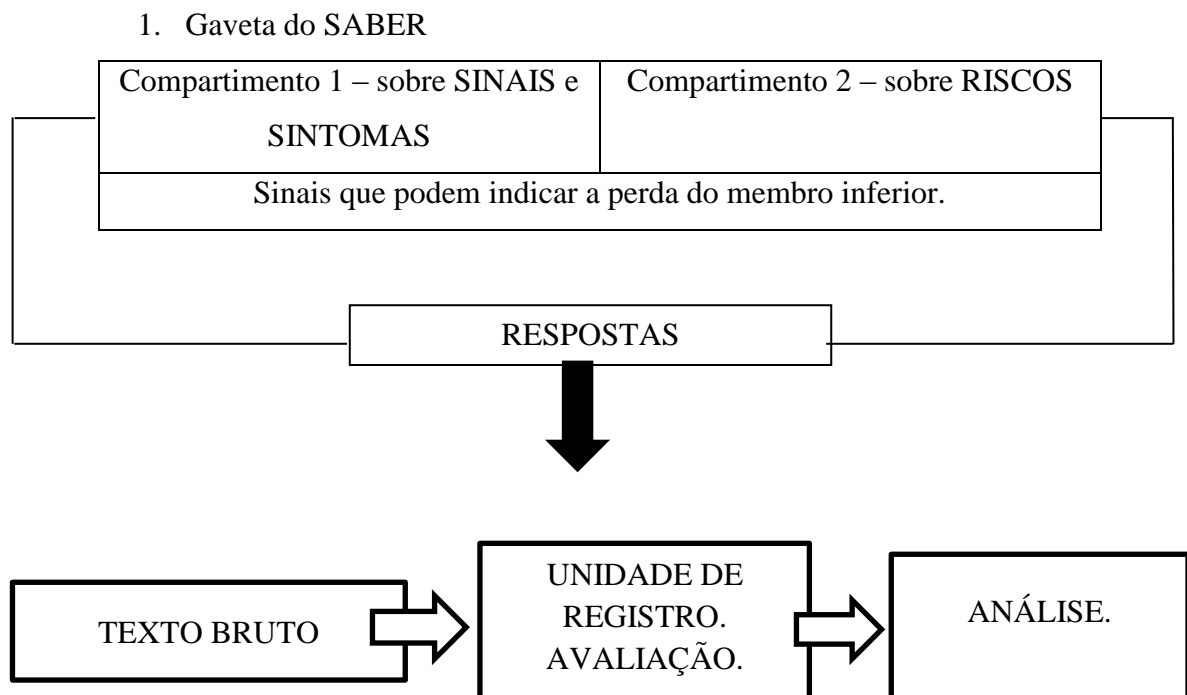 1. Gaveta do SABER
Compartimento 1 – sobre SINAIS e
SINTOMAS
Compartimento 2 – sobre RISCOS
Sinais que podem indicar a perda do membro inferior.
RESPOSTAS
TEXTO BRUTO
UNIDADE DE
REGISTRO.
AVALIAÇÃO.
ANÁLISE.